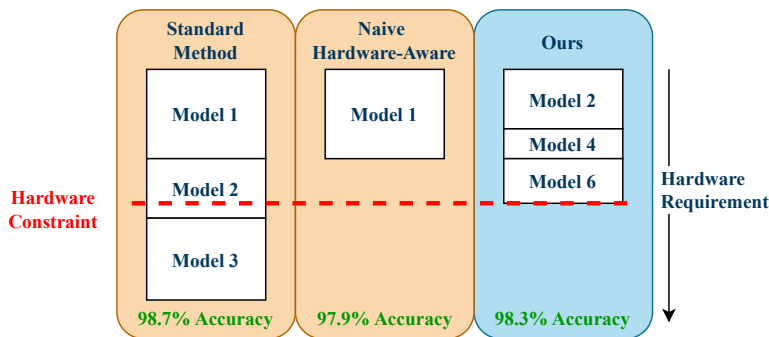 Standard
Method
Naive
Hardware-Aware
Ours
Model 1
Model 2
Model 3
Model 1
Model 2
Model 4
Model 6
Hardware
Constraint
Hardware
Requirement
98.7% Accuracy
97.9% Accuracy
98.3% Accuracy